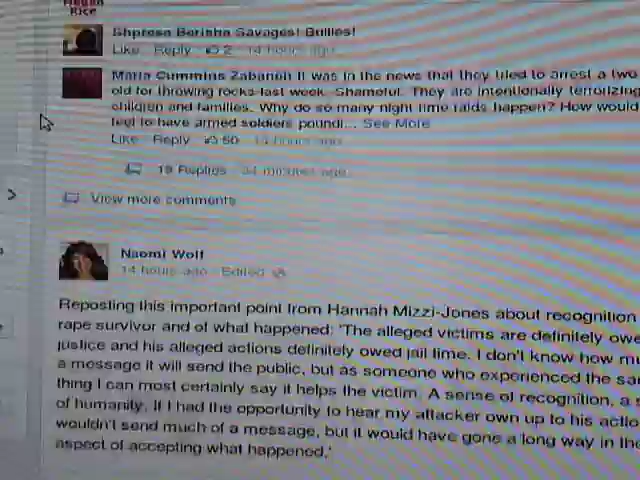 Megan
Rice
Shpresa Berisha Savages! Bullies!
Like · Reply · 2 · 14 hours ago
Maria Cummins Zabaneh It was in the news that they tried to arrest a two
old for throwing rocks last week. Shameful. They are intentionally terrorizing
children and families. Why do so many night time raids happen? How would
feel to have armed soldiers poundi... See More
Like · Reply · 60 · 14 hours ago
19 Replies · 34 minutes ago
View more comments
Naomi Wolf
14 hours ago · Edited
Reposting this important point from Hannah Mizzi-Jones about recognition
rape survivor and of what happened: 'The alleged victims are definitely owe
justice and his alleged actions definitely owed jail time. I don't know how mu
a message it will send the public, but as someone who experienced the sa
thing I can most certainly say it helps the victim. A sense of recognition, a s
of humanity. If I had the opportunity to hear my attacker own up to his actio
wouldn't send much of a message, but it would have gone a long way in the
aspect of accepting what happened.'